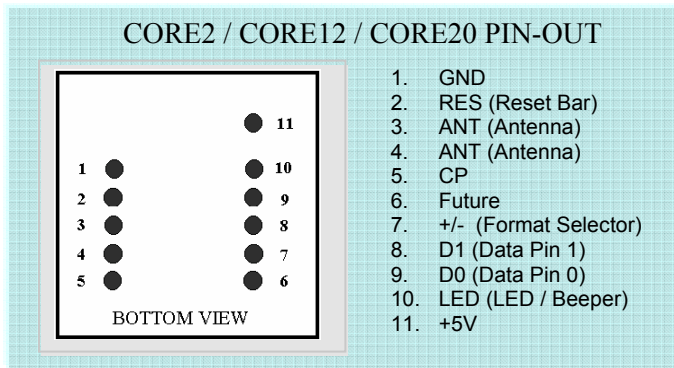 CORE2 / CORE12 / CORE20 PIN-OUT
11
1 10
2 9
3 8
4 7
5 6
BOTTOM VIEW
1. GND
2. RES (Reset Bar)
3. ANT (Antenna)
4. ANT (Antenna)
5. CP
6. Future
7. +/- (Format Selector)
8. D1 (Data Pin 1)
9. D0 (Data Pin 0)
10. LED (LED / Beeper)
11. +5V